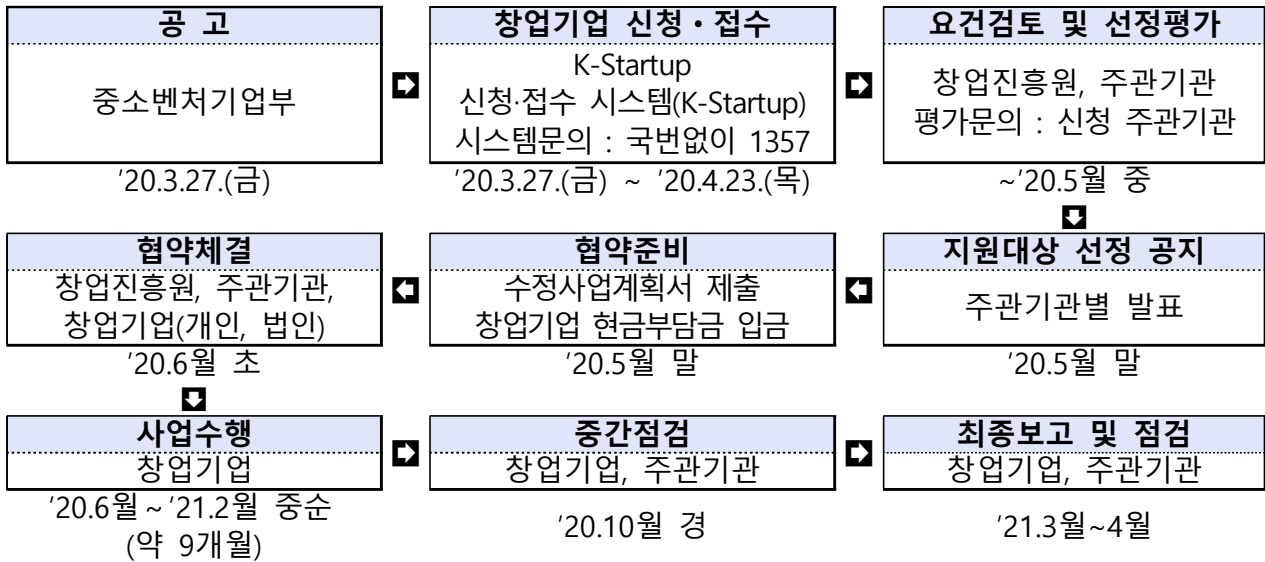 공 고
중소벤처기업부
'20.3.27.(금)
창업기업 신청・접수
K-Startup
신청·접수 시스템(K-Startup)
시스템문의 : 국번없이 1357
'20.3.27.(금) ~ '20.4.23.(목)
요건검토 및 선정평가
창업진흥원, 주관기관
평가문의 : 신청 주관기관
~'20.5월 중
지원대상 선정 공지
주관기관별 발표
'20.5월 말
협약준비
수정사업계획서 제출
창업기업 현금부담금 입금
'20.5월 말
협약체결
창업진흥원, 주관기관,
창업기업(개인, 법인)
'20.6월 초
사업수행
창업기업
'20.6월~'21.2월 중순
(약 9개월)
중간점검
창업기업, 주관기관
'20.10월 경
최종보고 및 점검
창업기업, 주관기관
'21.3월~4월